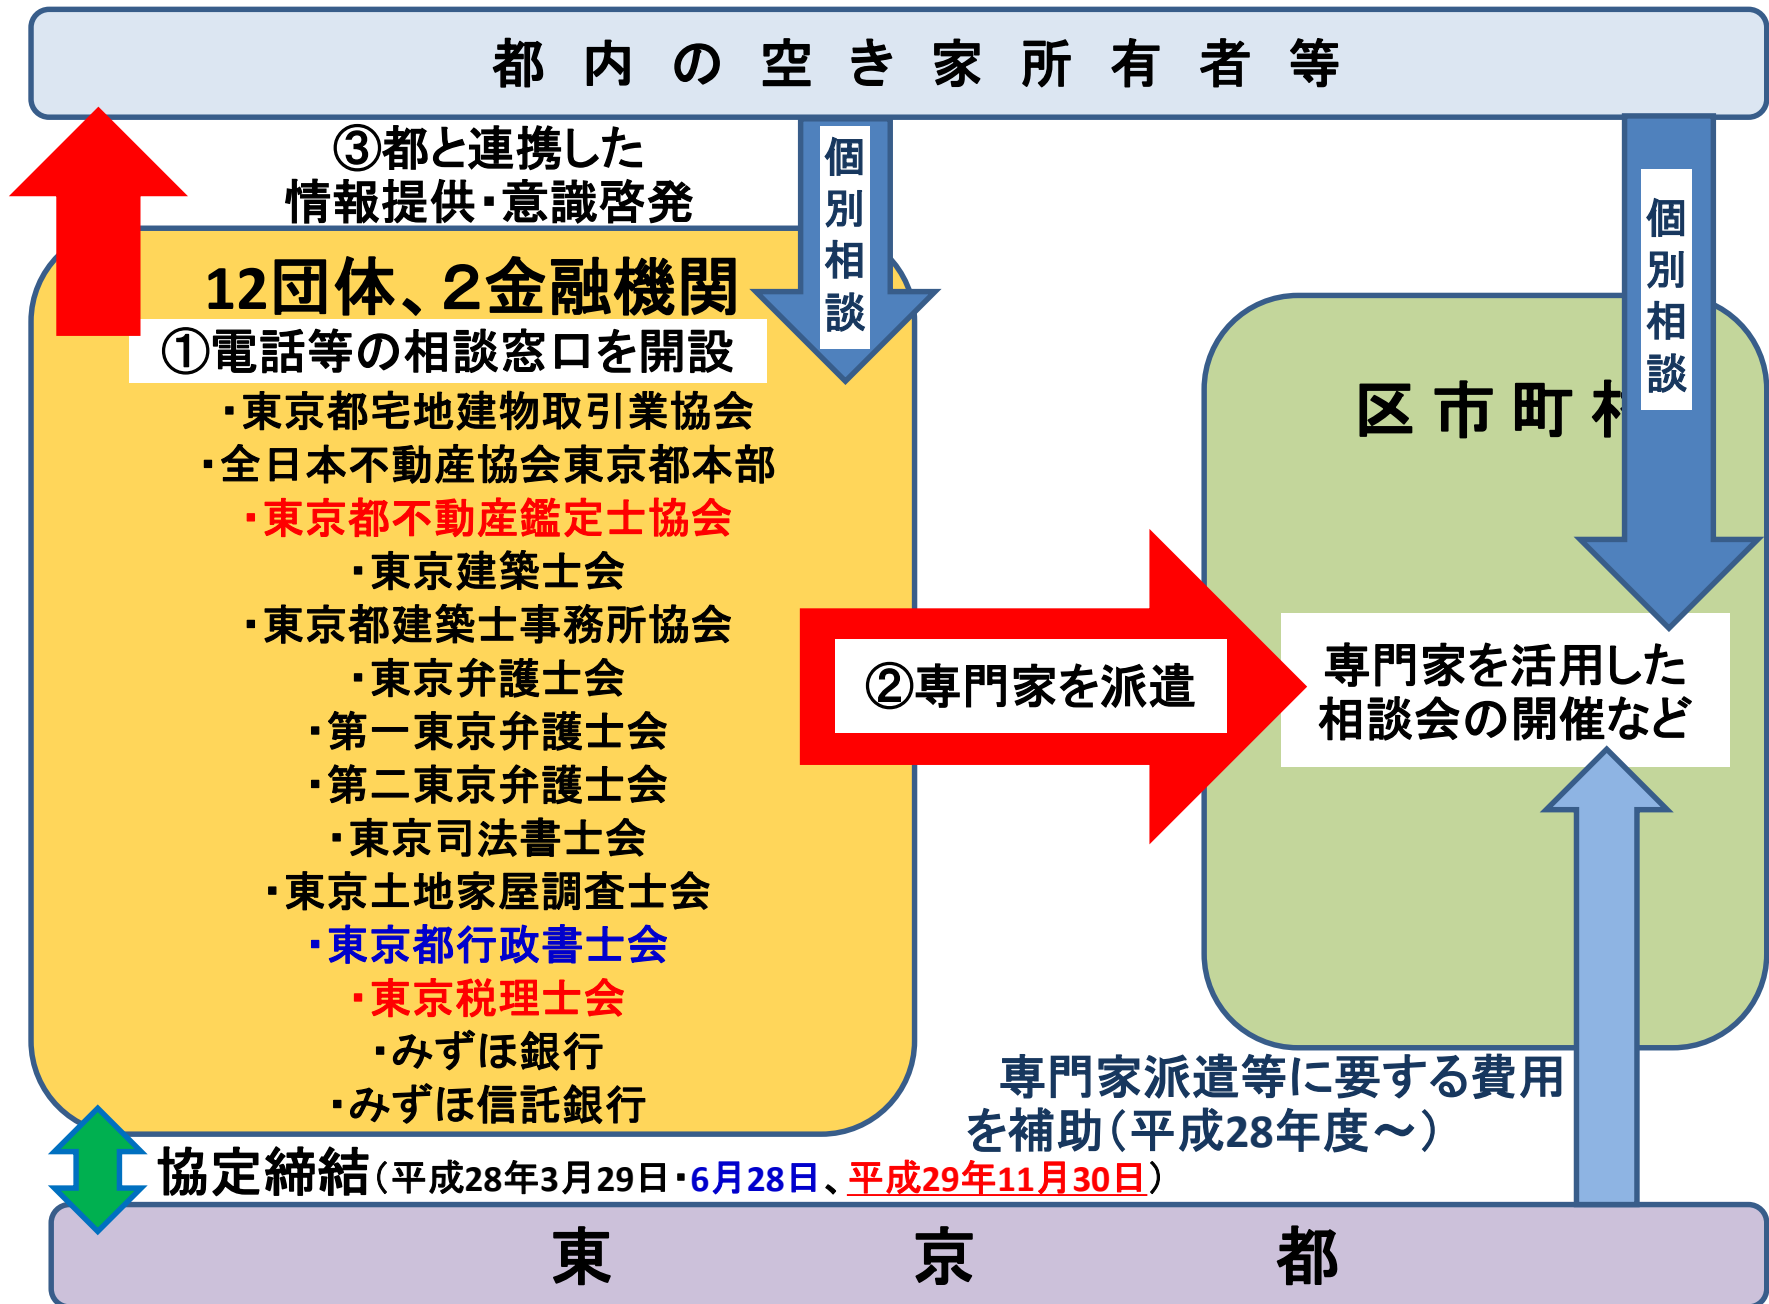 都内の空き家所有者等
③都と連携した
情報提供・意識啓発
個別相談
個別相談
12団体、２金融機関
①電話等の相談窓口を開設
・東京都宅地建物取引業協会
・全日本不動産協会東京都本部
・東京都不動産鑑定士協会
・東京建築士会
・東京都建築士事務所協会
・東京弁護士会
・第一東京弁護士会
・第二東京弁護士会
・東京司法書士会
・東京土地家屋調査士会
・東京都行政書士会
・東京税理士会
・みずほ銀行
・みずほ信託銀行
②専門家を派遣
区市町村
専門家を活用した
相談会の開催など
専門家派遣等に要する費用
を補助（平成28年度～）
協定締結（平成28年3月29日・6月28日、平成29年11月30日）
東京都